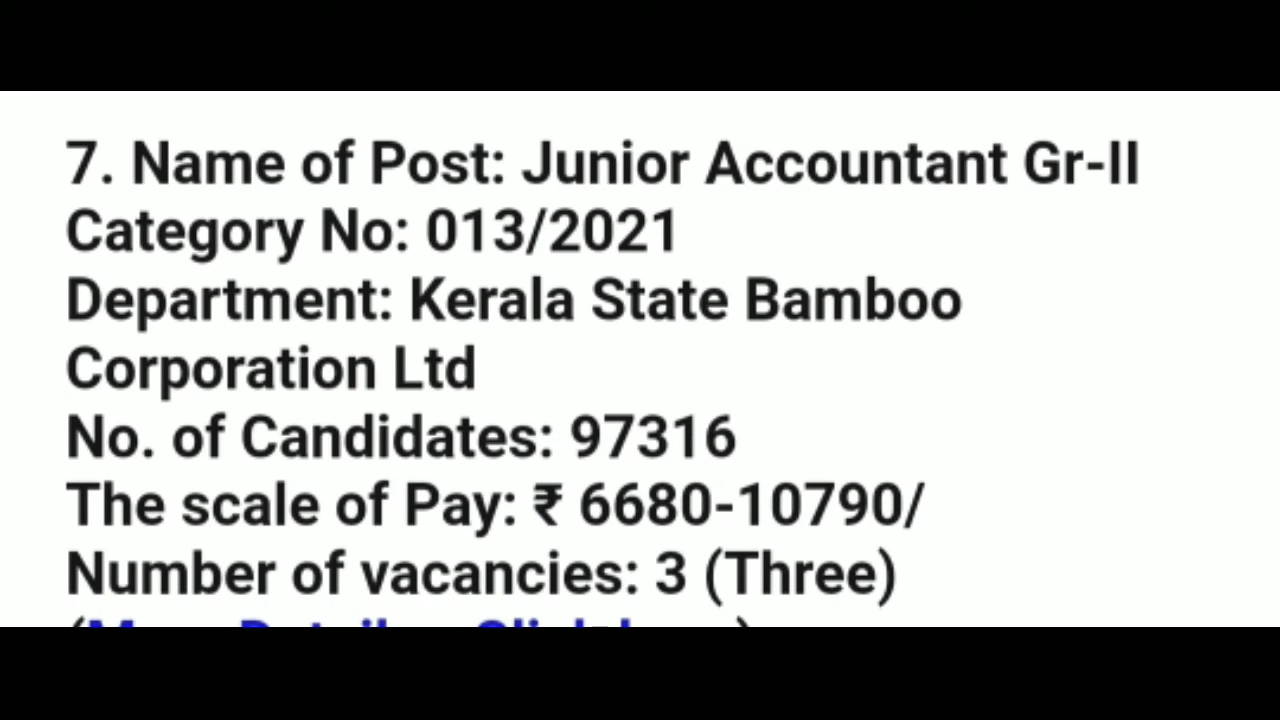 7. Name of Post: Junior Accountant Gr-II
Category No: 013/2021
Department: Kerala State Bamboo
Corporation Ltd
No. of Candidates: 97316
The scale of Pay: ₹ 6680-10790/
Number of vacancies: 3 (Three)